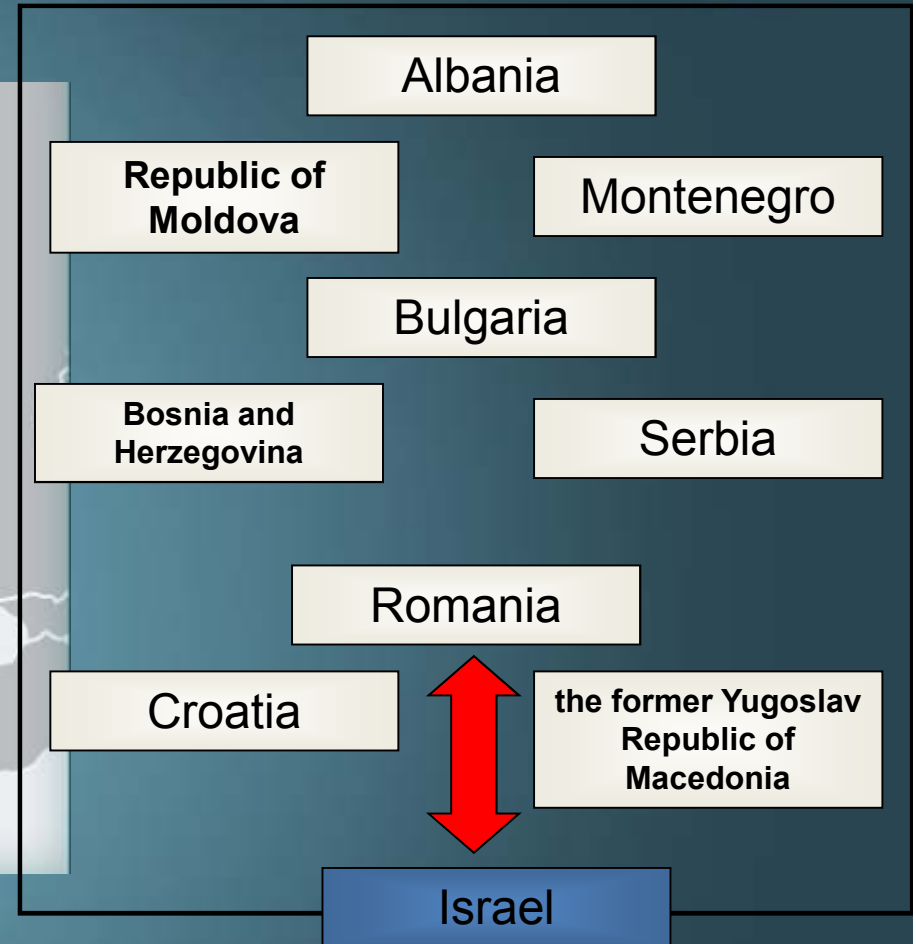 Albania
Republic of
Moldova
Montenegro
Bulgaria
Bosnia and
Herzegovina
Serbia
Romania
Croatia
the former Yugoslav
Republic of
Macedonia
Israel